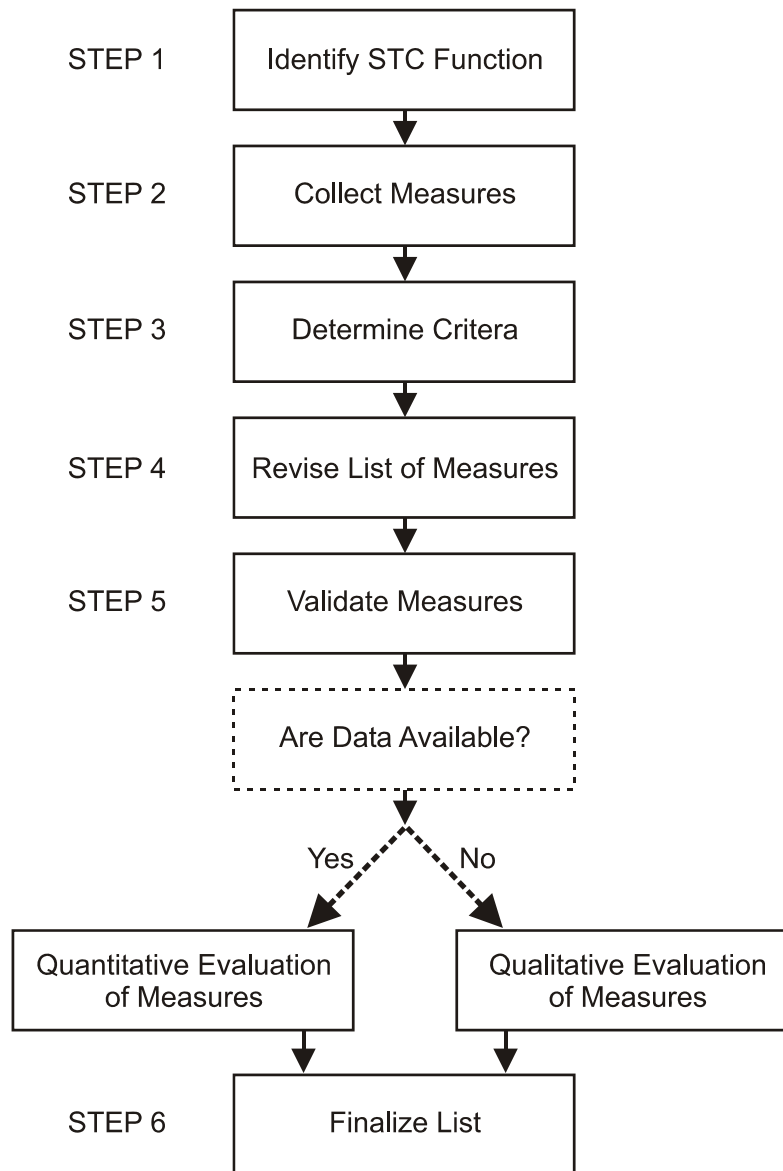 STEP 1
Identify STC Function
STEP 2
Collect Measures
STEP 3
Determine Critera
STEP 4
Revise List of Measures
STEP 5
Validate Measures
Are Data Available?
Yes
No
Quantitative Evaluation
of Measures
Qualitative Evaluation
of Measures
STEP 6
Finalize List